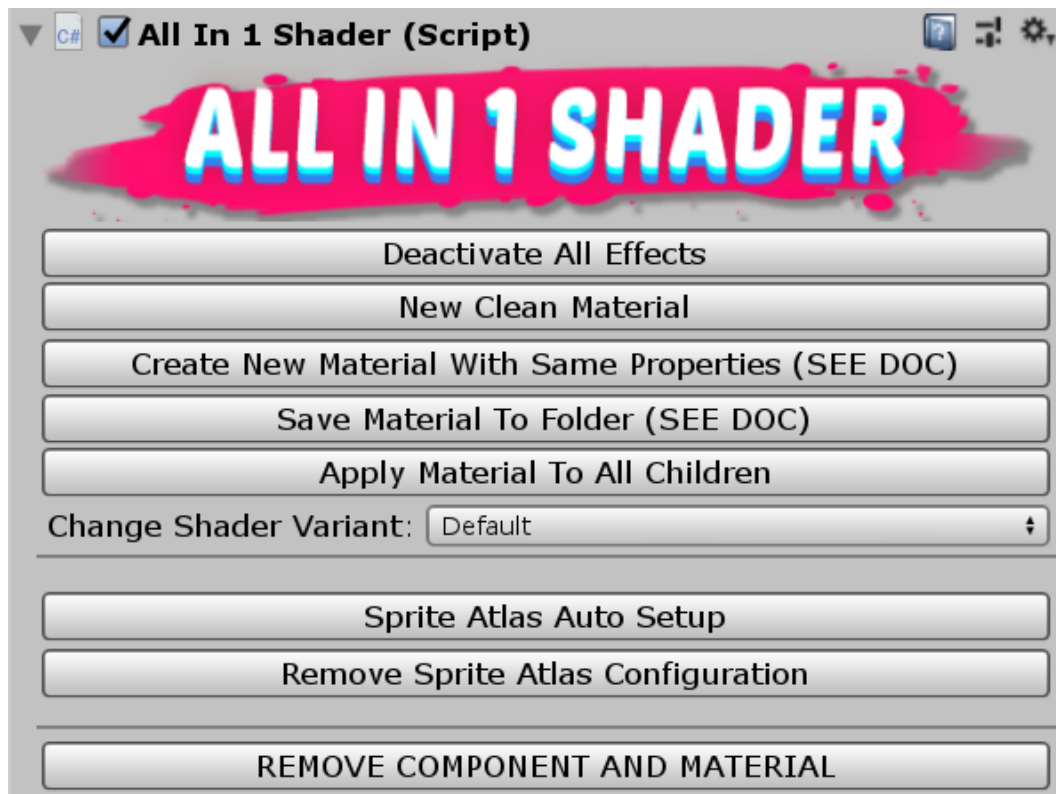 All In 1 Shader (Script)
ALL IN 1 SHADER
Deactivate All Effects
New Clean Material
Create New Material With Same Properties (SEE DOC)
Save Material To Folder (SEE DOC)
Apply Material To All Children
Change Shader Variant: Default
Sprite Atlas Auto Setup
Remove Sprite Atlas Configuration
REMOVE COMPONENT AND MATERIAL